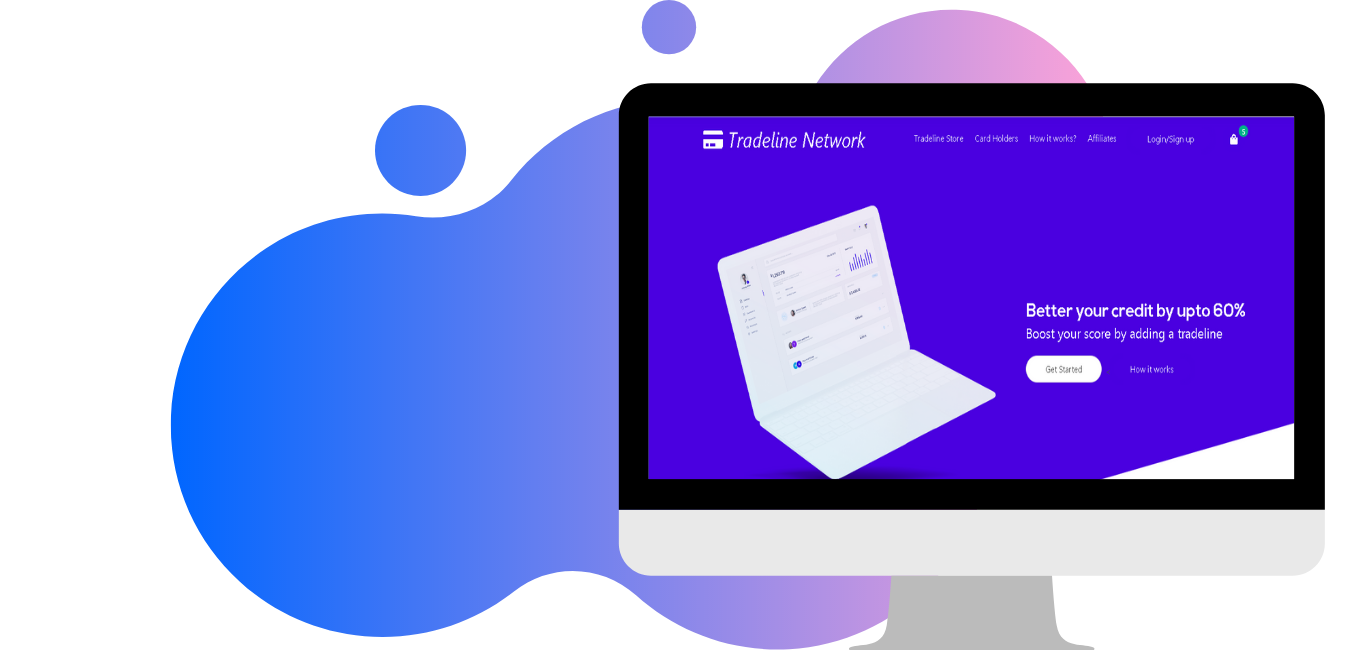 Tradeline Network
Tradeline Store Card Holders How it works? Affiliates Login/Sign up 5
Better your credit by upto 60%
Boost your score by adding a tradeline
Get Started How it works